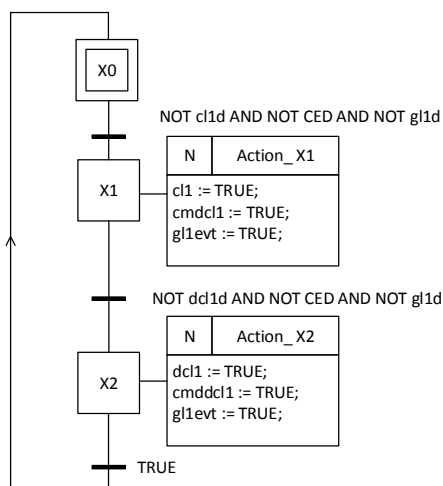 X0
NOT cl1d AND NOT CED AND NOT gl1d
N Action_X1
X1
cl1 := TRUE;
cmdcl1 := TRUE;
gl1evt := TRUE;
NOT dcl1d AND NOT CED AND NOT gl1d
N Action_X2
X2
dcl1 := TRUE;
cmddcl1 := TRUE;
gl1evt := TRUE;
TRUE